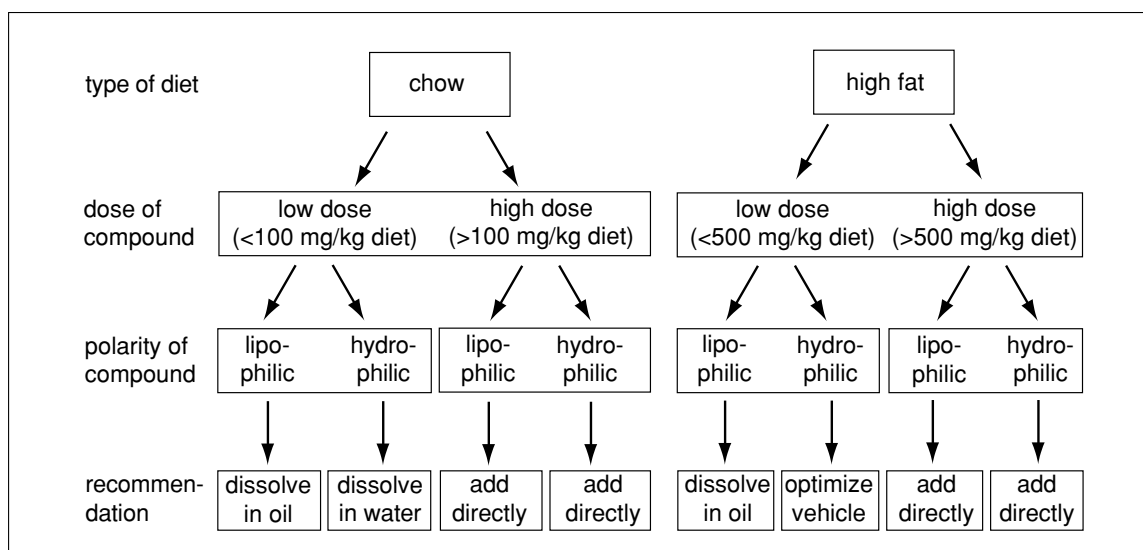 type of diet
chow
high fat
dose of
compound
low dose
(<100 mg/kg diet)
high dose
(>100 mg/kg diet)
low dose
(<500 mg/kg diet)
high dose
(>500 mg/kg diet)
polarity of
compound
lipo-
philic
hydro-
philic
lipo-
philic
hydro-
philic
lipo-
philic
hydro-
philic
lipo-
philic
hydro-
philic
recommen-
dation
dissolve
in oil
dissolve
in water
add
directly
add
directly
dissolve
in oil
optimize
vehicle
add
directly
add
directly